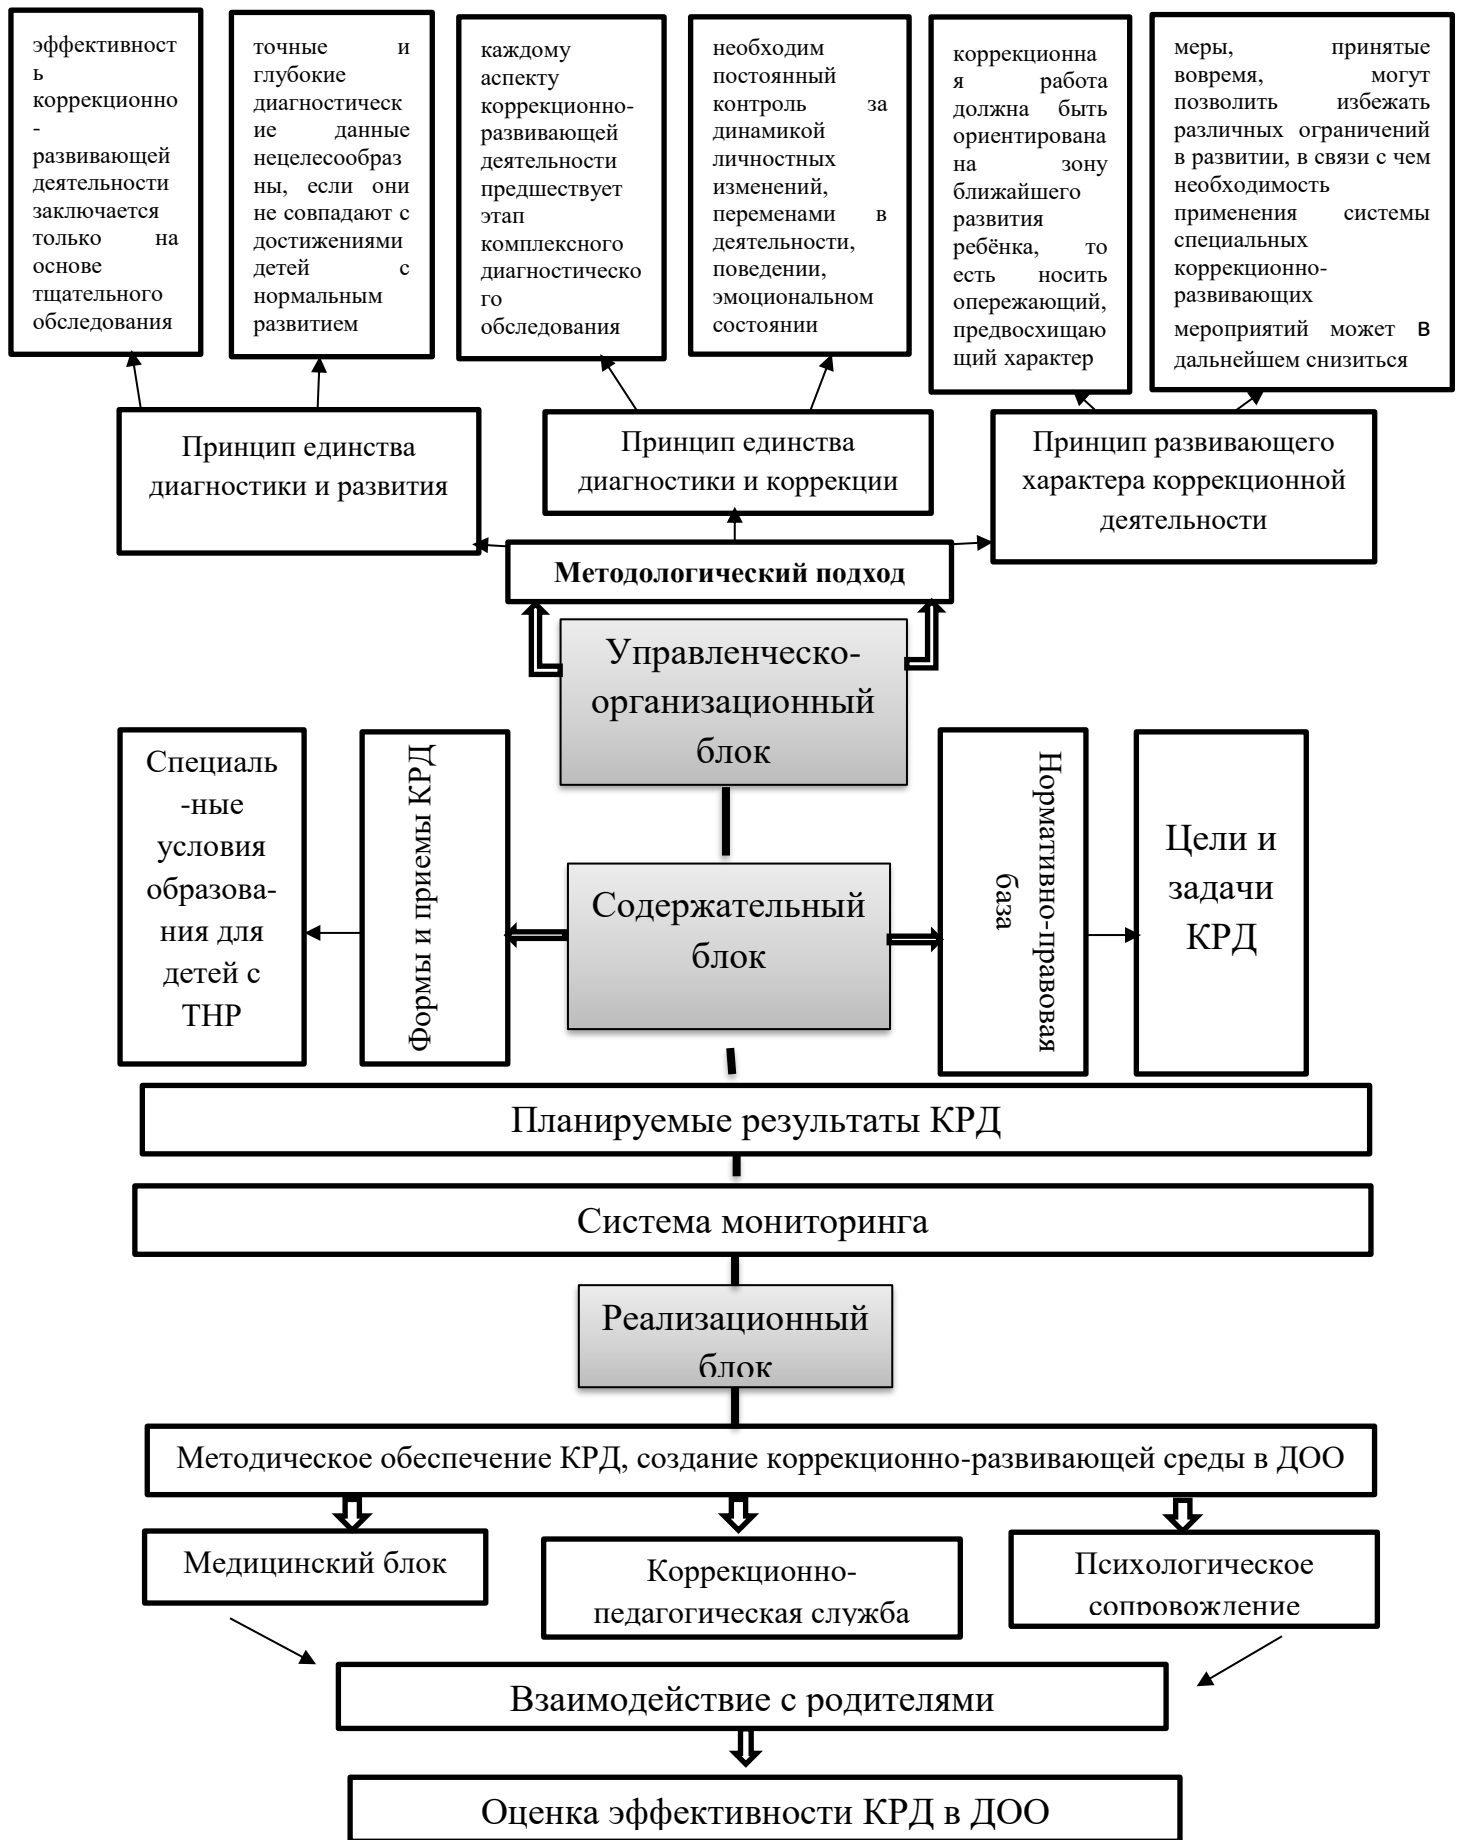 эффективност
ь
коррекционно
-
развивающей
деятельности
заключается
только на
основе
тщательного
обследования
точные и
глубокие
диагностическ
ие данные
нецелесообраз
ны, если они
не совпадают с
достижениями
детей с
нормальным
развитием
каждому
аспекту
коррекционно-
развивающей
деятельности
предшествует
этап
комплексного
диагностическо
го
обследования
необходим
постоянный
контроль за
динамикой
личностных
изменений,
переменами в
деятельности,
поведении,
эмоциональном
состоянии
коррекционна
я работа
должна быть
ориентирована
на зону
ближайшего
развития
ребёнка, то
есть носить
опережающий,
предвосхищаю
щий характер
меры, принятые
вовремя, могут
позволить избежать
различных ограничений
в развитии, в связи с чем
необходимость
применения системы
специальных
коррекционно-
развивающих
мероприятий может в
дальнейшем снизиться
Принцип единства
диагностики и развития
Принцип единства
диагностики и коррекции
Принцип развивающего
характера коррекционной
деятельности
Методологический подход
Управленческо-
организационный
блок
Специаль
-ные
условия
образова-
ния для
детей с
ТНР
Формы и приемы КРД
Содержательный
блок
Нормативно-правовая
база
Цели и
задачи
КРД
Планируемые результаты КРД
Система мониторинга
Реализационный
блок
Методическое обеспечение КРД, создание коррекционно-развивающей среды в ДОО
Медицинский блок
Коррекционно-
педагогическая служба
Психологическое
сопровождение
Взаимодействие с родителями
Оценка эффективности КРД в ДОО